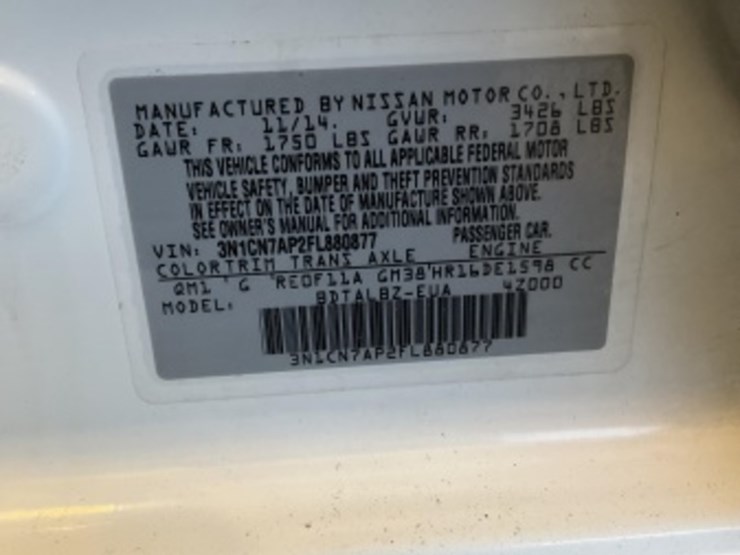 MANUFACTURED BY NISSAN MOTOR CO., LTD.
DATE: 11/14. GVWR: 3426 LBS
GAWR FR: 1750 LBS GAWR RR: 1708 LBS
THIS VEHICLE CONFORMS TO ALL APPLICABLE FEDERAL MOTOR
VEHICLE SAFETY, BUMPER AND THEFT PREVENTION STANDARDS
IN EFFECT ON THE DATE OF MANUFACTURE SHOWN ABOVE.
SEE OWNER'S MANUAL FOR ADDITIONAL INFORMATION.
VIN: 3N1CN7AP2FL880877 PASSENGER CAR.
COLOR TRIM TRANS AXLE ENGINE
QM1 G RE0F11A GM38 HR16DE1598 CC
MODEL: BDTALBZ-EUA 4Z000
3N1CN7AP2FL880877